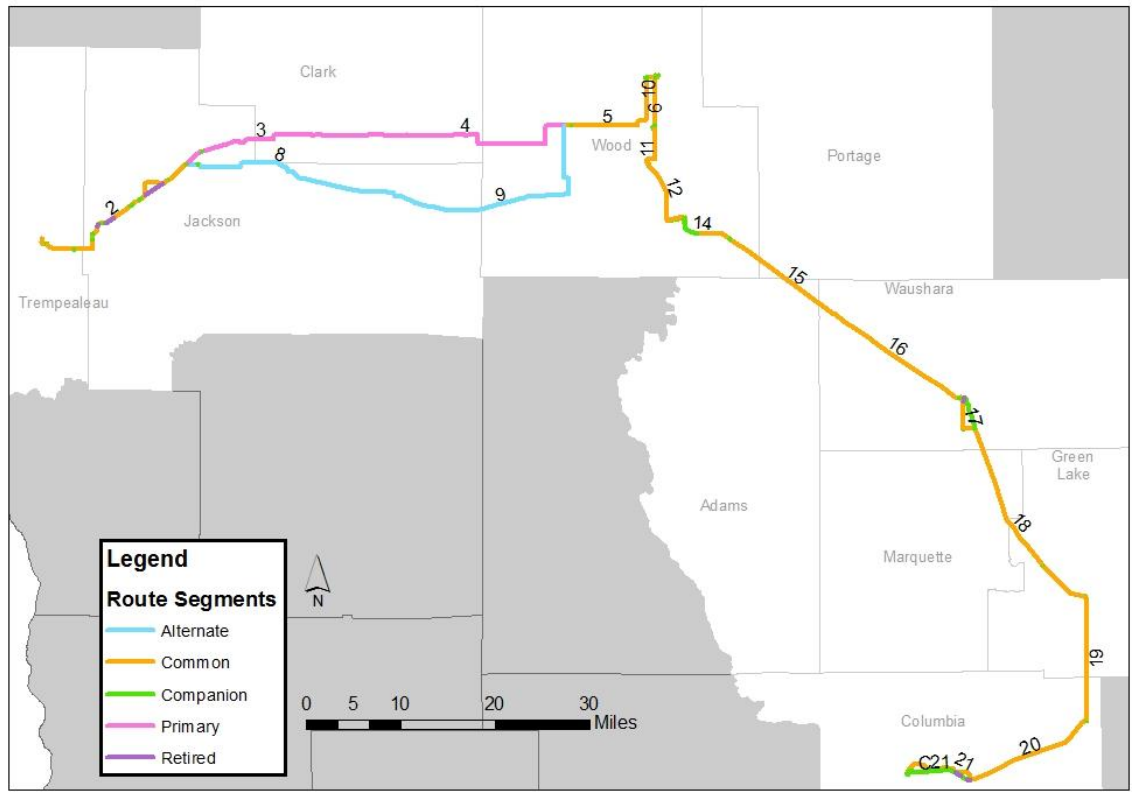 Clark
10
3
4
5
6
Wood
11
Portage
8
12
9
2
Jackson
14
Trempealeau
15
Waushara
16
17
Green
Lake
Adams
18
Marquette
19
Columbia
20
C21
21
Legend
Route Segments
Alternate
Common
Companion
Primary
Retired
N
0 5 10 20 30
Miles